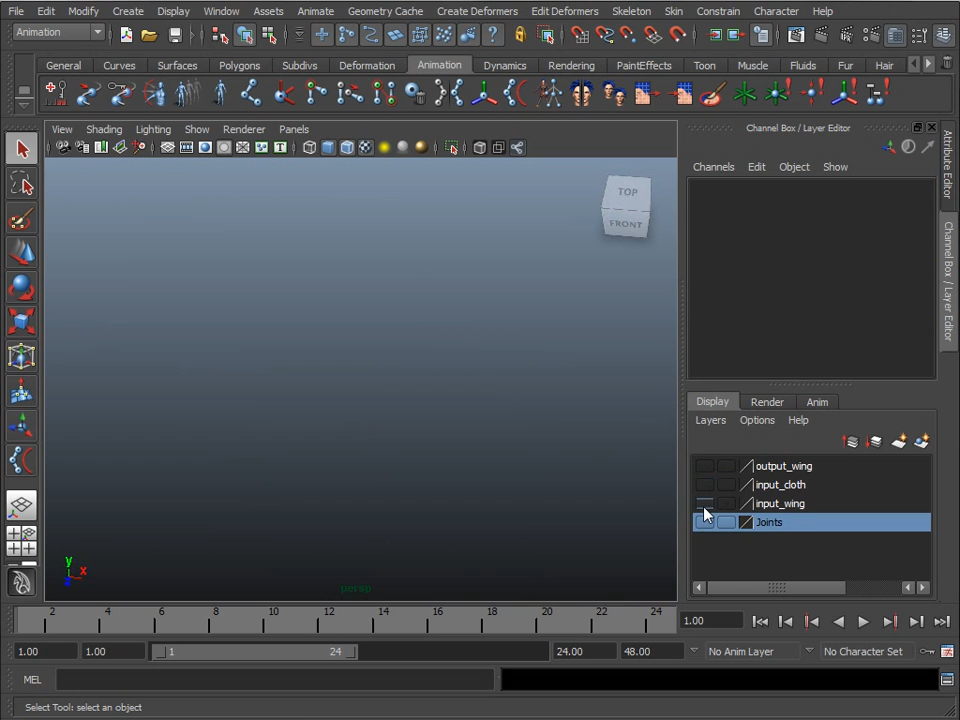 File Edit Modify Create Display Window Assets Animate Geometry Cache Create Deformers Edit Deformers Skeleton Skin Constrain Character Help
Animation
General Curves Surfaces Polygons Subdivs Deformation Animation Dynamics Rendering PaintEffects Toon Muscle Fluids Fur Hair
View Shading Lighting Show Renderer Panels
Channel Box / Layer Editor
Channels Edit Object Show
Attribute Editor
Channel Box / Layer Editor
TOP
FRONT
Display Render Anim
Layers Options Help
output_wing
input_cloth
input_wing
Joints
y
x
z
persp
2 4 6 8 10 12 14 16 18 20 22 24
1.00
1.00 1.00 1 24 24.00 48.00 No Anim Layer No Character Set
MEL
Select Tool: select an object